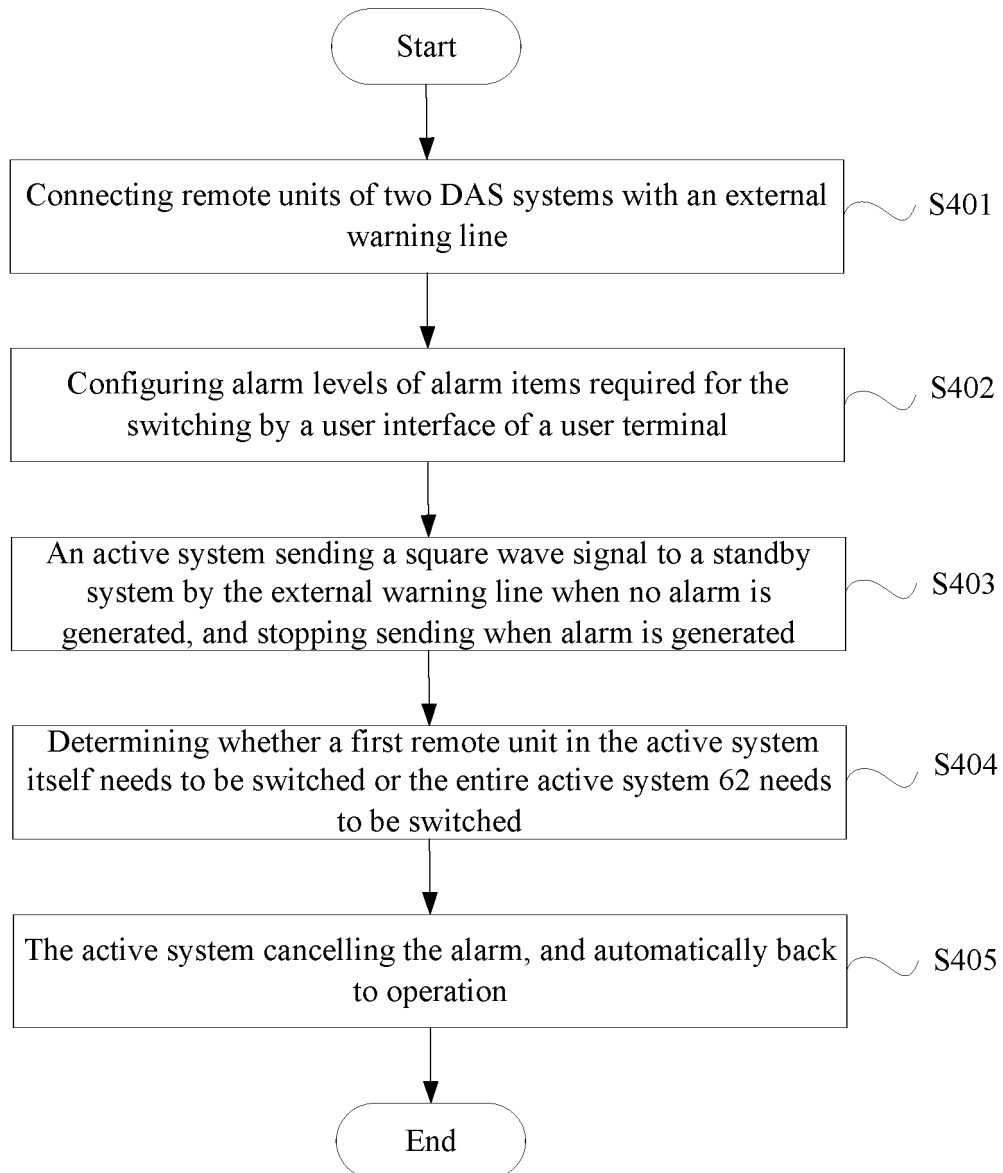 Start
Connecting remote units of two DAS systems with an external
warning line
S401
Configuring alarm levels of alarm items required for the
switching by a user interface of a user terminal
S402
An active system sending a square wave signal to a standby
system by the external warning line when no alarm is
generated, and stopping sending when alarm is generated
S403
Determining whether a first remote unit in the active system
itself needs to be switched or the entire active system 62 needs
to be switched
S404
The active system cancelling the alarm, and automatically back
to operation
S405
End